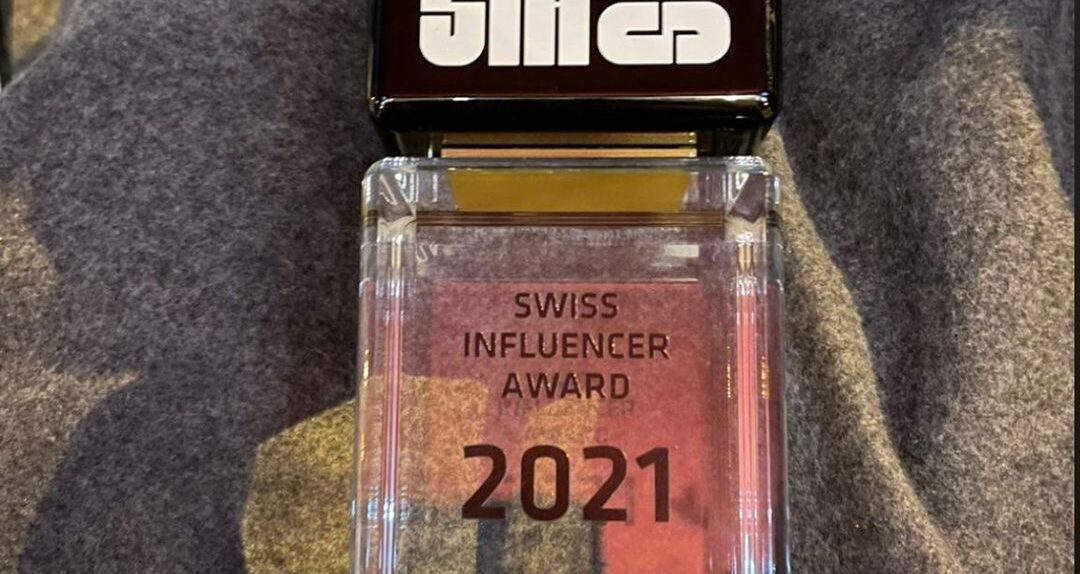 SWISS
INFLUENCER
AWARD
2021